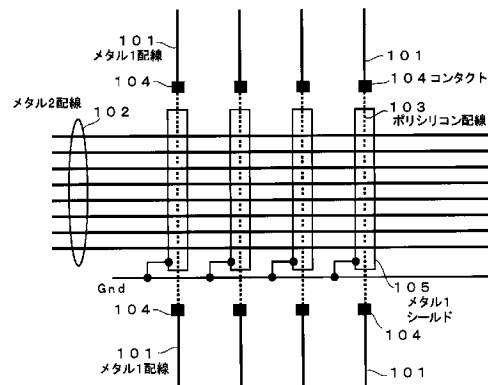 １０１
メタル1配線
１０１
１０４
１０４コンタクト
メタル2配線
１０２
１０３
ポリシリコン配線
Gnd
１０５
メタル1
シールド
１０４
１０４
１０１
メタル1配線
１０１